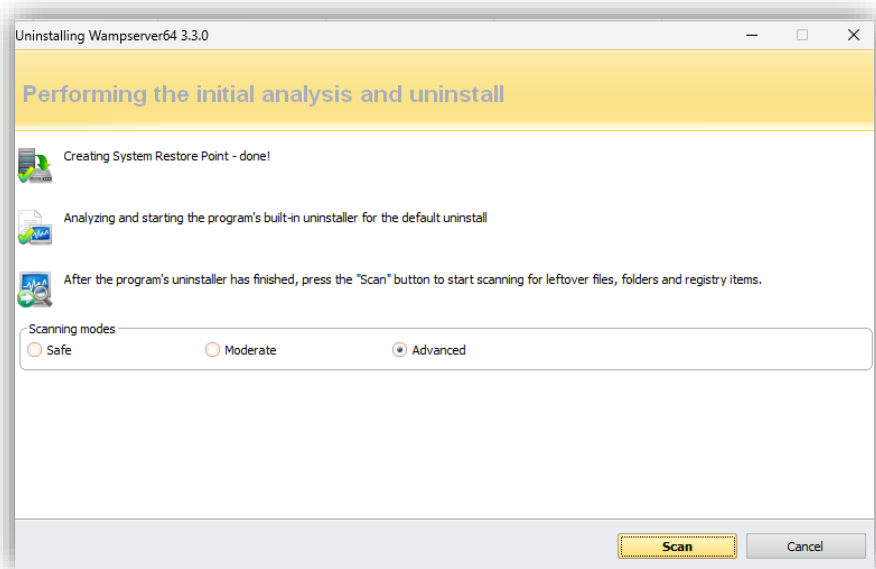 Uninstalling Wampserver64 3.3.0
Performing the initial analysis and uninstall
Creating System Restore Point - done!
Analyzing and starting the program's built-in uninstaller for the default uninstall
After the program's uninstaller has finished, press the "Scan" button to start scanning for leftover files, folders and registry items.
Scanning modes
Safe Moderate Advanced
Scan Cancel